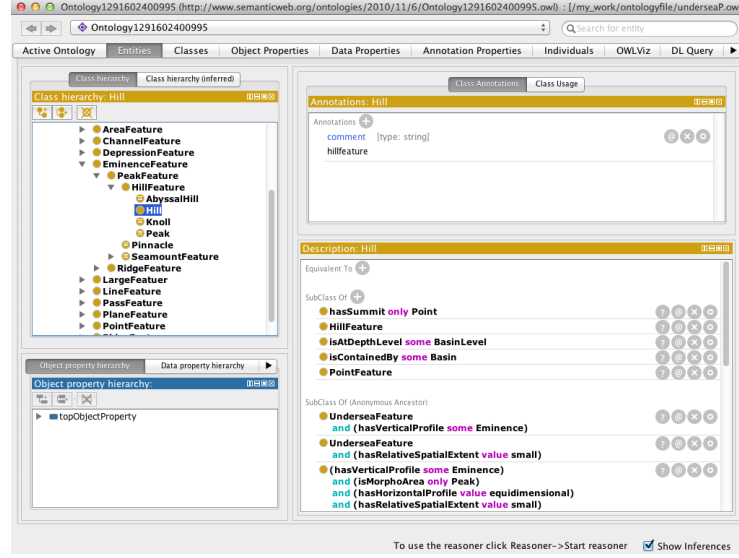 Ontology1291602400995 (http://www.semanticweb.org/ontologies/2010/11/6/Ontology1291602400995.owl) : [/my_work/ontologyfile/underseaP.ow
Ontology1291602400995
Search for entity
Active Ontology Entities Classes Object Properties Data Properties Annotation Properties Individuals OWLViz DL Query
Class hierarchy Class hierarchy (inferred)
Class hierarchy: Hill
AreaFeature
ChannelFeature
DepressionFeature
EminenceFeature
PeakFeature
HillFeature
AbyssalHill
Hill
Knoll
Peak
Pinnacle
SeamountFeature
RidgeFeature
LargeFeatuer
LineFeature
PassFeature
PlaneFeature
PointFeature
Object property hierarchy Data property hierarchy
Object property hierarchy:
topObjectProperty
Class Annotations Class Usage
Annotations: Hill
Annotations
comment [type: string]
hillfeature
Description: Hill
Equivalent To
SubClass Of
hasSummit only Point
HillFeature
isAtDepthLevel some BasinLevel
isContainedBy some Basin
PointFeature
SubClass Of (Anonymous Ancestor)
UnderseaFeature
and (hasVerticalProfile some Eminence)
UnderseaFeature
and (hasRelativeSpatialExtent value small)
(hasVerticalProfile some Eminence)
and (isMorphoArea only Peak)
and (hasHorizontalProfile value equidimensional)
and (hasRelativeSpatialExtent value small)
To use the reasoner click Reasoner->Start reasoner Show Inferences